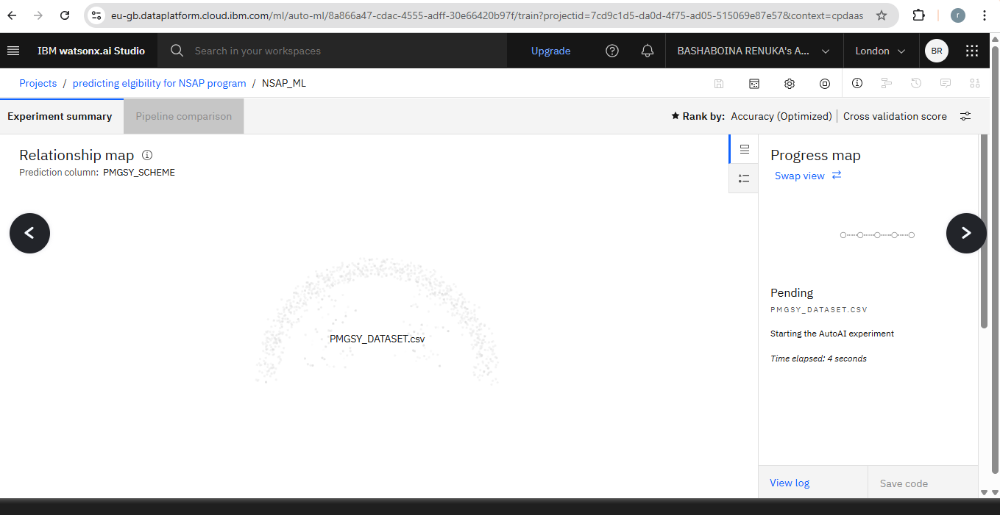 eu-gb.dataplatform.cloud.ibm.com/ml/auto-ml/8a866a47-cdac-4555-adff-30e66420b97f/train?projectid=7cd9c1d5-da0d-4f75-ad05-515069e87e57&context=cpdaas
r
IBM watsonx.ai Studio
Search in your workspaces
Upgrade
BASHABOINA RENUKA's A...
London
BR
Projects / predicting elgibility for NSAP program / NSAP_ML
Experiment summary
Pipeline comparison
Rank by: Accuracy (Optimized) | Cross validation score
Relationship map
Prediction column: PMGSY_SCHEME
PMGSY_DATASET.csv
Progress map
Swap view
Pending
PMGSY_DATASET.CSV
Starting the AutoAI experiment
Time elapsed: 4 seconds
View log
Save code